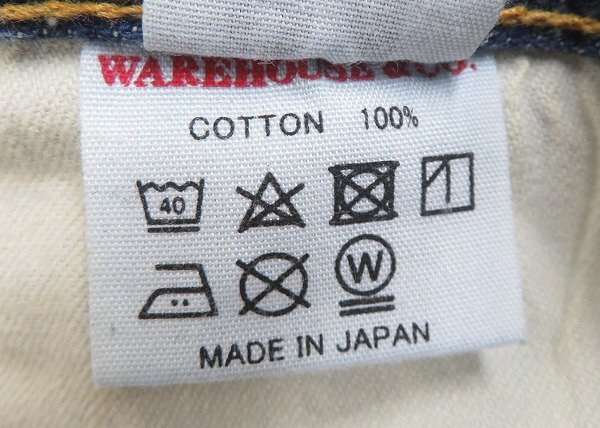 WAREHOUSE & CO.
COTTON 100%
40
W
MADE IN JAPAN